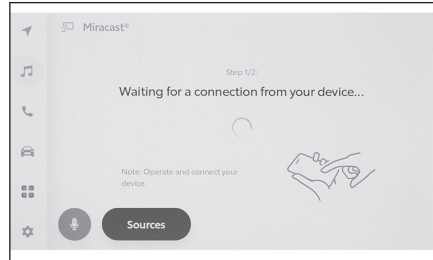 Miracast®
Step 1/2:
Waiting for a connection from your device...
Note: Operate and connect your
device.
Sources